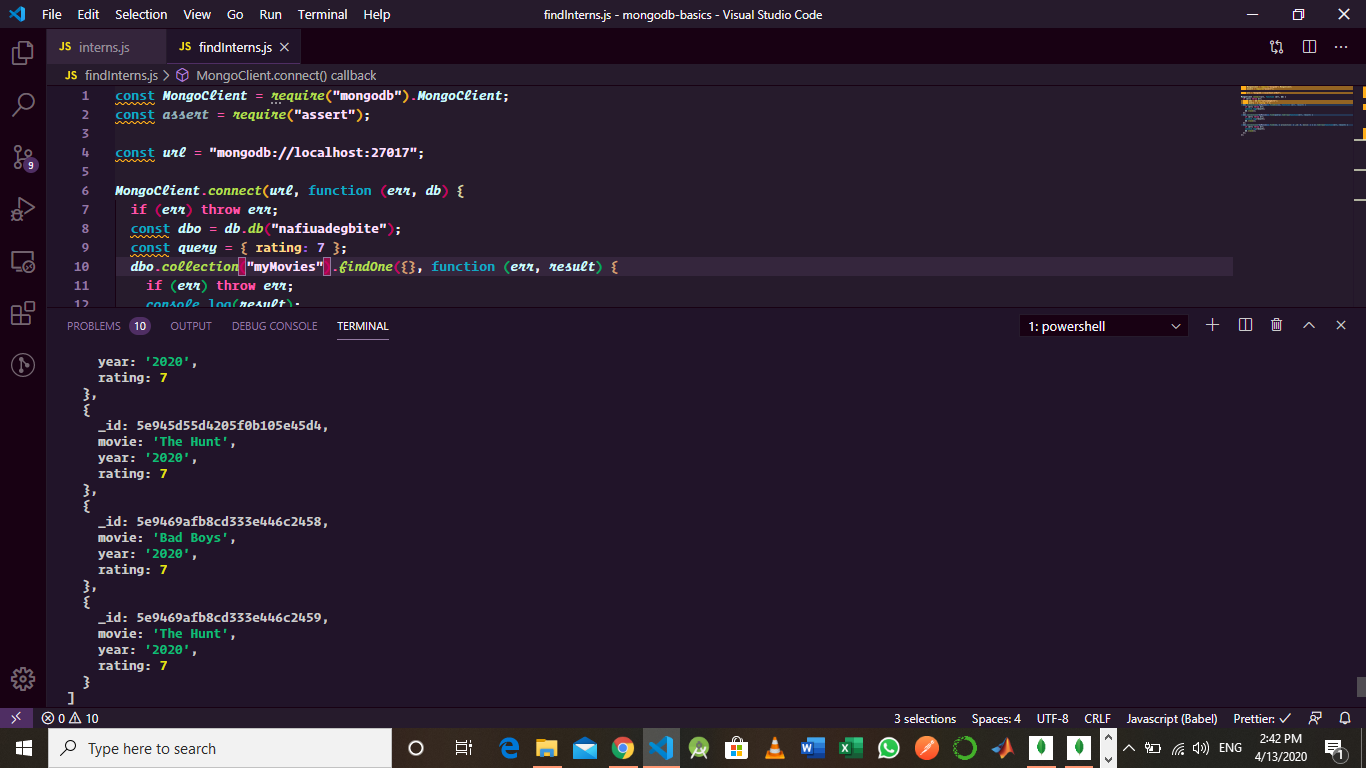 File Edit Selection View Go Run Terminal Help findInterns.js - mongodb-basics - Visual Studio Code
JS interns.js JS findInterns.js
JS findInterns.js > MongoClient.connect() callback
1 const MongoClient = require("mongodb").MongoClient;
2 const assert = require("assert");
3
4 const url = "mongodb://localhost:27017";
5
6 MongoClient.connect(url, function (err, db) {
7 if (err) throw err;
8 const dbo = db.db("nafiuadegbite");
9 const query = { rating: 7 };
10 dbo.collection("myMovies").findOne({}, function (err, result) {
11 if (err) throw err;
12 console.log(result);
9
PROBLEMS 10 OUTPUT DEBUG CONSOLE TERMINAL 1: powershell
year: '2020',
rating: 7
},
{
_id: 5e945d55d4205f0b105e45d4,
movie: 'The Hunt',
year: '2020',
rating: 7
},
{
_id: 5e9469afb8cd333e446c2458,
movie: 'Bad Boys',
year: '2020',
rating: 7
},
{
_id: 5e9469afb8cd333e446c2459,
movie: 'The Hunt',
year: '2020',
rating: 7
}
]
0 10 3 selections Spaces: 4 UTF-8 CRLF Javascript (Babel) Prettier: ✓
Type here to search ENG 2:42 PM
4/13/2020 1